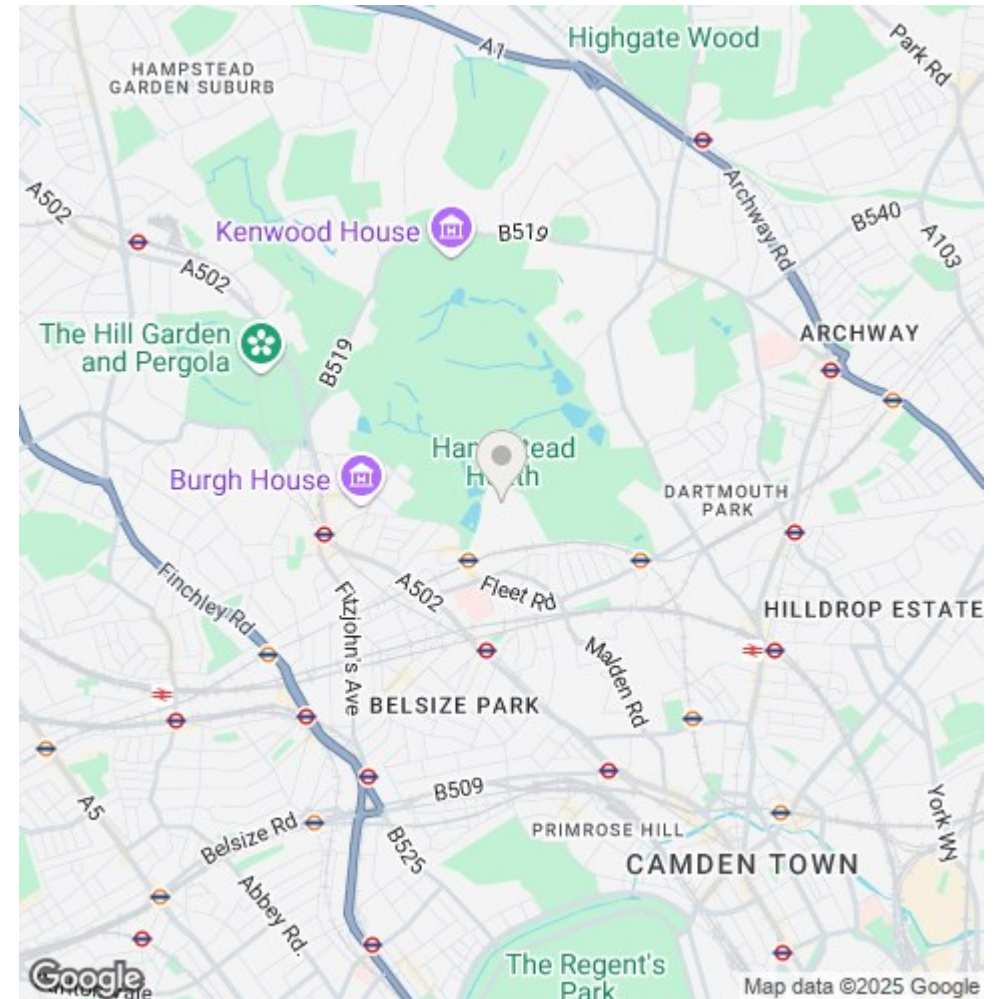 A1
Highgate Wood
Park Rd
HAMPSTEAD
GARDEN SUBURB
A502
Kenwood House
B519
Archway Rd
B540
A103
A502
The Hill Garden
and Pergola
B519
ARCHWAY
Hampstead
Heath
Burgh House
DARTMOUTH
PARK
Finchley Rd
A502
Fleet Rd
Fitzjohn's Ave
HILLDROP ESTATE
Malden Rd
BELSIZE PARK
A5
B509
York Wy
Belsize Rd
B525
PRIMROSE HILL
CAMDEN TOWN
Abbey Rd.
The Regent's
Park
Google
Map data ©2025 Google